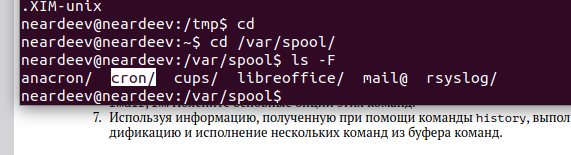 .XIM-unix
neardeev@neardeev:/tmp$ cd
neardeev@neardeev:~$ cd /var/spool/
neardeev@neardeev:/var/spool$ ls -F
anacron/ cron/ cups/ libreoffice/ mail@ rsyslog/
neardeev@neardeev:/var/spool$
основные опции этих команд.
7. Используя информацию, полученную при помощи команды history, выпол
дификацию и исполнение нескольких команд из буфера команд.